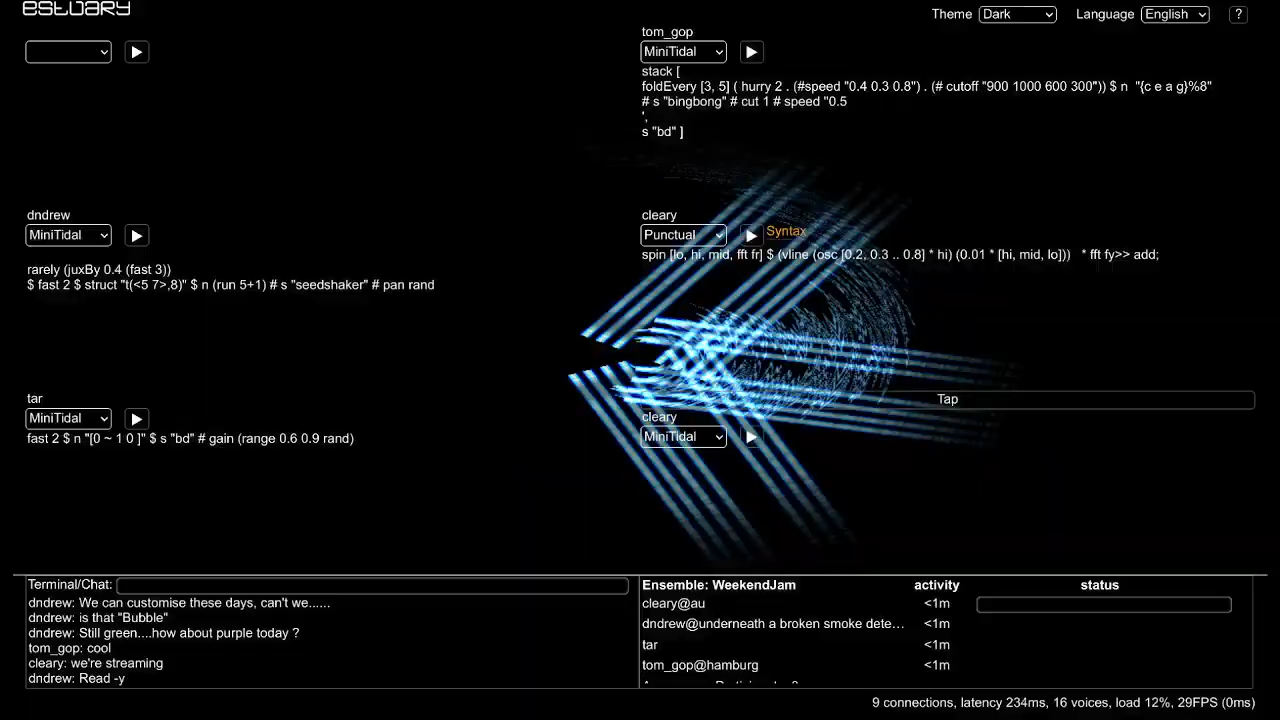 estuary
Theme Dark Language English ?
tom_gop
MiniTidal
stack [
foldEvery [3, 5] ( hurry 2 . (#speed "0.4 0.3 0.8") . (# cutoff "900 1000 600 300")) $ n "{c e a g}%8"
# s "bingbong" # cut 1 # speed "0.5
',
s "bd" ]
dndrew
MiniTidal
rarely (juxBy 0.4 (fast 3))
$ fast 2 $ struct "t(<5 7>,8)" $ n (run 5+1) # s "seedshaker" # pan rand
cleary
Punctual Syntax
spin [lo, hi, mid, fft fr] $ (vline (osc [0.2, 0.3 .. 0.8] * hi) (0.01 * [hi, mid, lo])) * fft fy>> add;
tar
MiniTidal
fast 2 $ n "[0 ~ 1 0 ]" $ s "bd" # gain (range 0.6 0.9 rand)
Tap
cleary
MiniTidal
Terminal/Chat:
dndrew: We can customise these days, can't we......
dndrew: is that "Bubble"
dndrew: Still green....how about purple today ?
tom_gop: cool
cleary: we're streaming
dndrew: Read -y
Ensemble: WeekendJam activity status
cleary@au <1m
dndrew@underneath a broken smoke dete… <1m
tar <1m
tom_gop@hamburg <1m
9 connections, latency 234ms, 16 voices, load 12%, 29FPS (0ms)